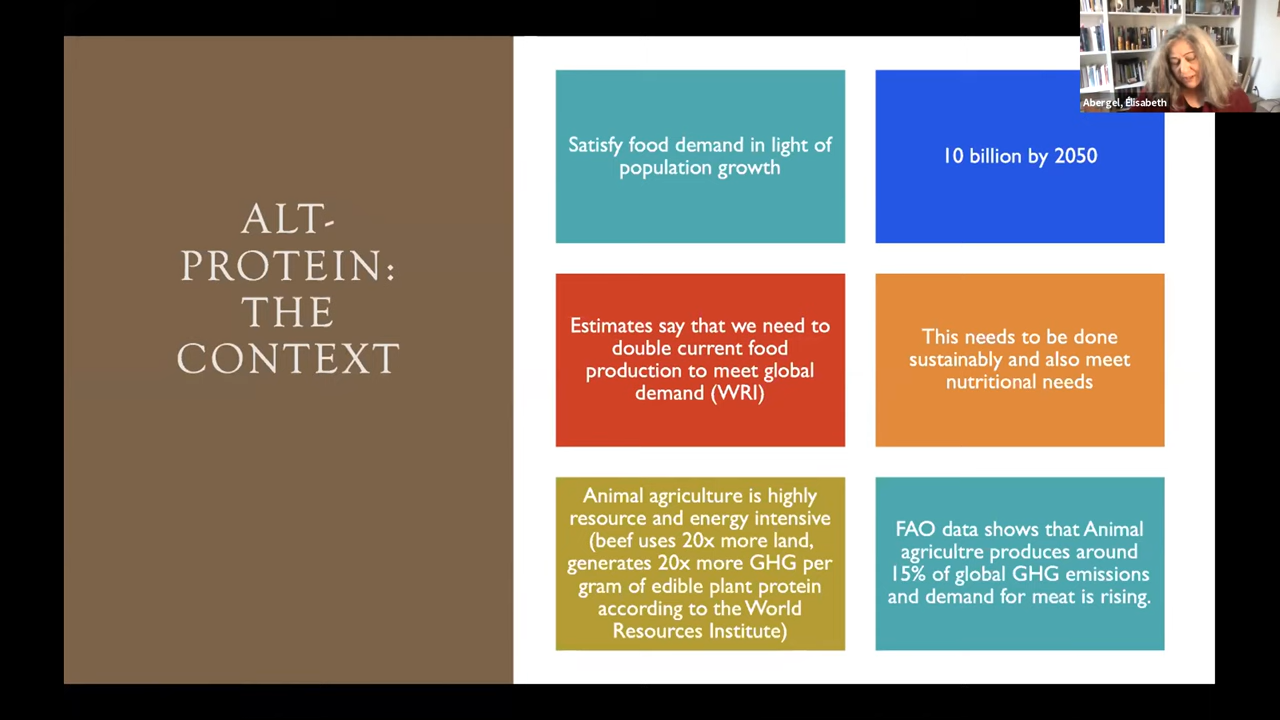 ALT-
PROTEIN:
THE
CONTEXT
Satisfy food demand in light of
population growth
10 billion by 2050
Estimates say that we need to
double current food
production to meet global
demand (WRI)
This needs to be done
sustainably and also meet
nutritional needs
Animal agriculture is highly
resource and energy intensive
(beef uses 20x more land,
generates 20x more GHG per
gram of edible plant protein
according to the World
Resources Institute)
FAO data shows that Animal
agricultre produces around
15% of global GHG emissions
and demand for meat is rising.
Abergel, Élisabeth